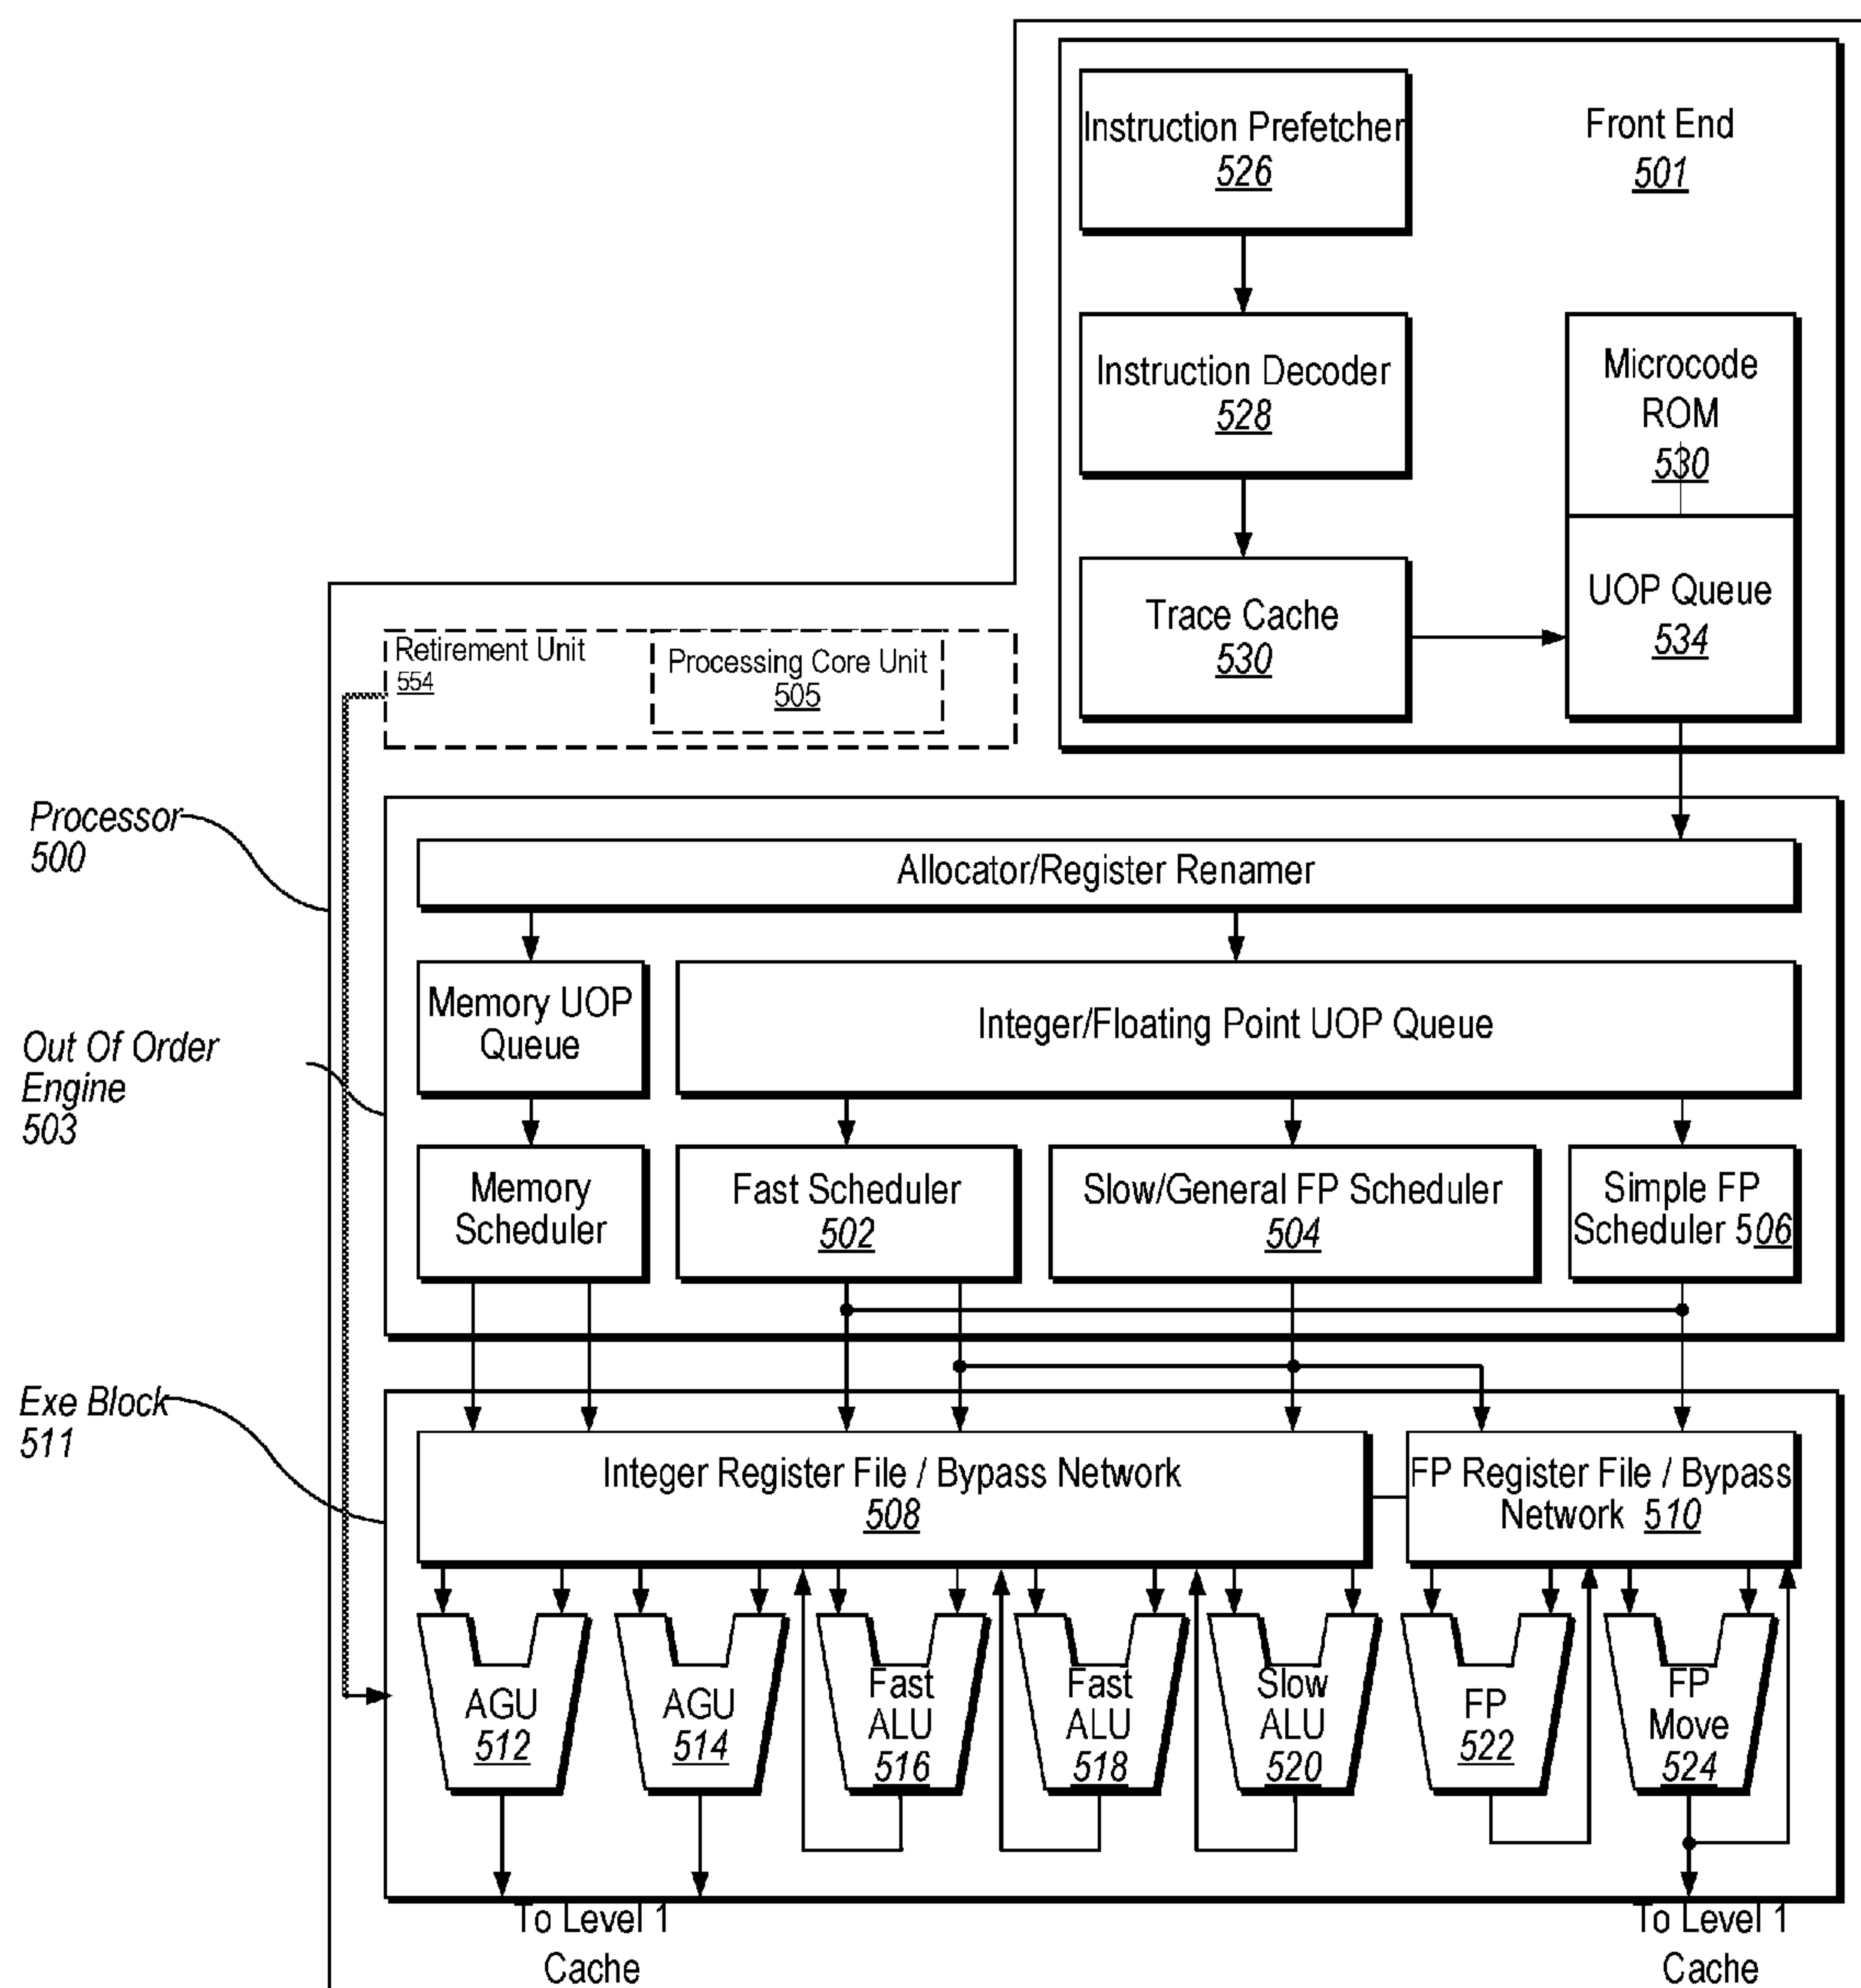 Instruction Prefetcher
526
Front End
501
Instruction Decoder
528
Microcode
ROM
530
Trace Cache
530
UOP Queue
534
Retirement Unit
554
Processing Core Unit
505
Processor
500
Allocator/Register Renamer
Memory UOP
Queue
Integer/Floating Point UOP Queue
Out Of Order
Engine
503
Memory
Scheduler
Fast Scheduler
502
Slow/General FP Scheduler
504
Simple FP
Scheduler 506
Exe Block
511
Integer Register File / Bypass Network
508
FP Register File / Bypass
Network 510
AGU
512
AGU
514
Fast
ALU
516
Fast
ALU
518
Slow
ALU
520
FP
522
FP
Move
524
To Level 1
Cache
To Level 1
Cache